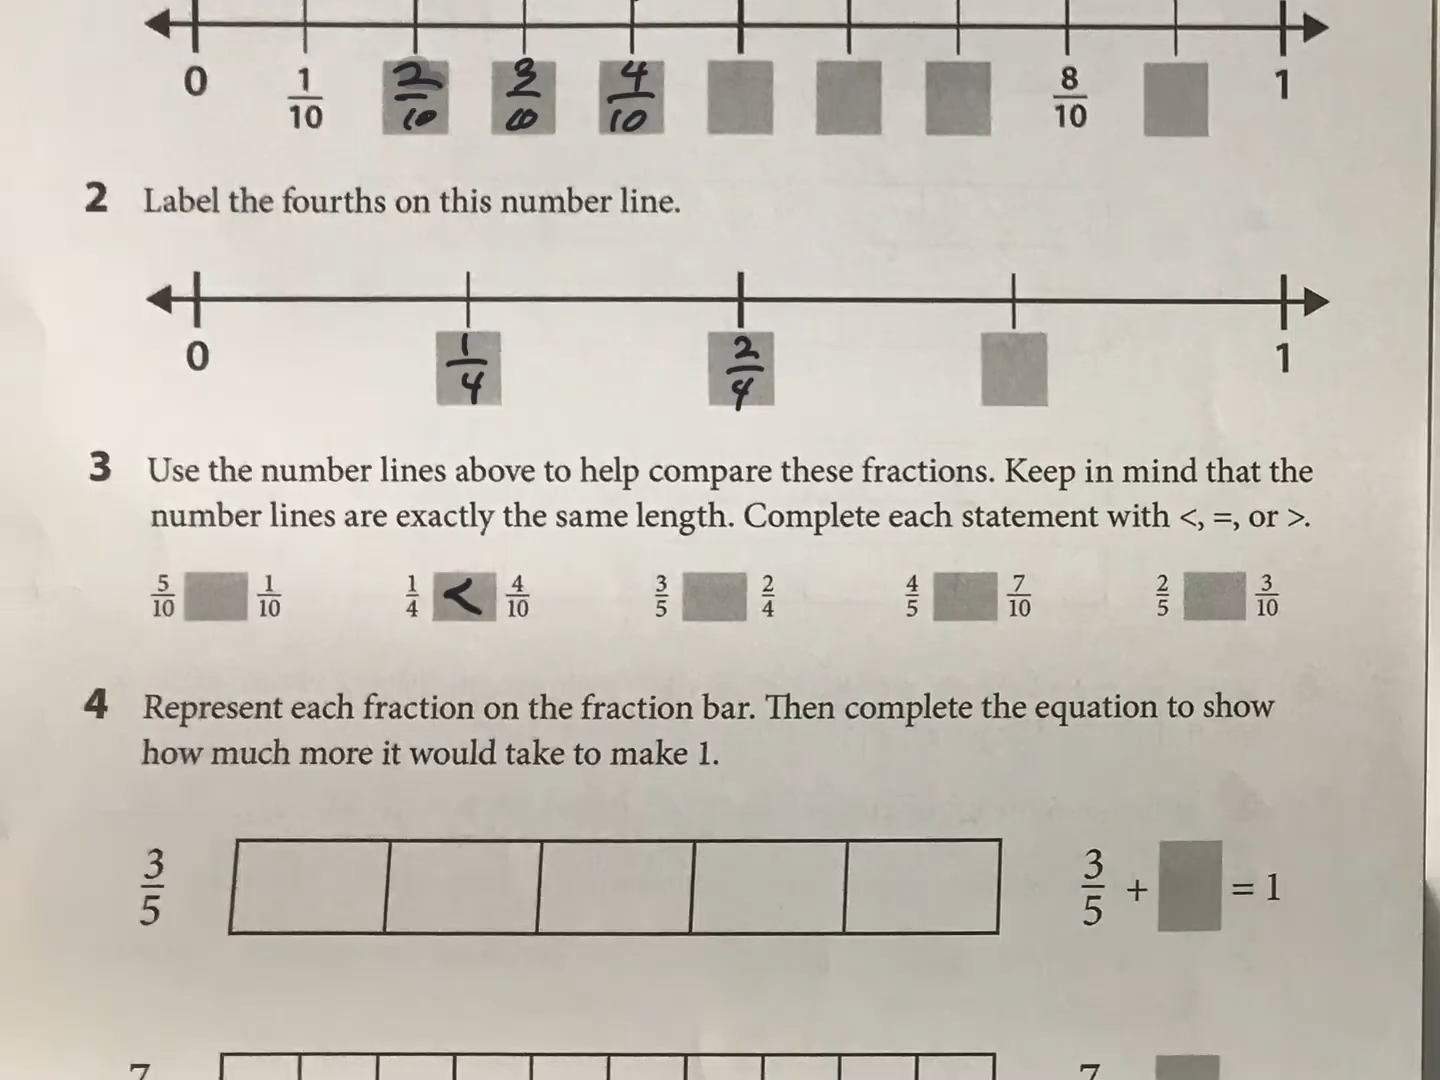 0 1/10 2/10 3/10 4/10 8/10 1
2 Label the fourths on this number line.
0 1/4 2/4 1
3 Use the number lines above to help compare these fractions. Keep in mind that the
number lines are exactly the same length. Complete each statement with <, =, or >.
5/10 1/10 1/4 < 4/10 3/5 2/4 4/5 7/10 2/5 3/10
4 Represent each fraction on the fraction bar. Then complete the equation to show
how much more it would take to make 1.
3/5 3/5 + = 1
7 7